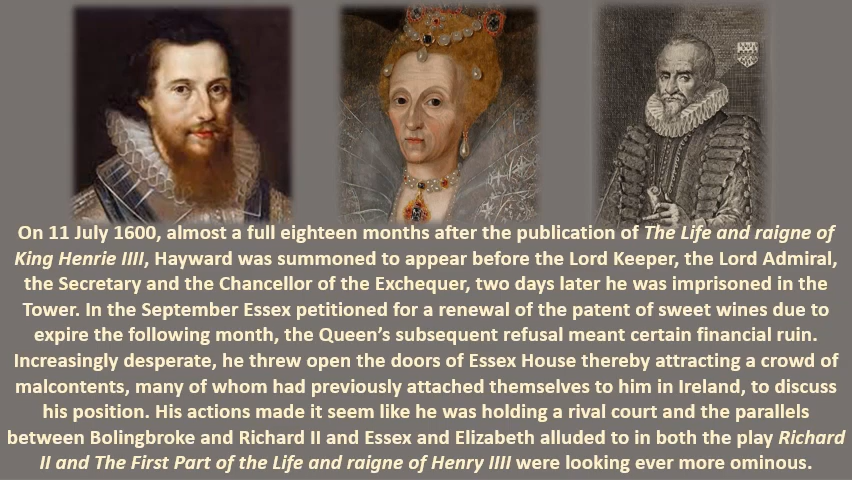 On 11 July 1600, almost a full eighteen months after the publication of The Life and raigne of
King Henrie IIII, Hayward was summoned to appear before the Lord Keeper, the Lord Admiral,
the Secretary and the Chancellor of the Exchequer, two days later he was imprisoned in the
Tower. In the September Essex petitioned for a renewal of the patent of sweet wines due to
expire the following month, the Queen’s subsequent refusal meant certain financial ruin.
Increasingly desperate, he threw open the doors of Essex House thereby attracting a crowd of
malcontents, many of whom had previously attached themselves to him in Ireland, to discuss
his position. His actions made it seem like he was holding a rival court and the parallels
between Bolingbroke and Richard II and Essex and Elizabeth alluded to in both the play Richard
II and The First Part of the Life and raigne of Henry IIII were looking ever more ominous.